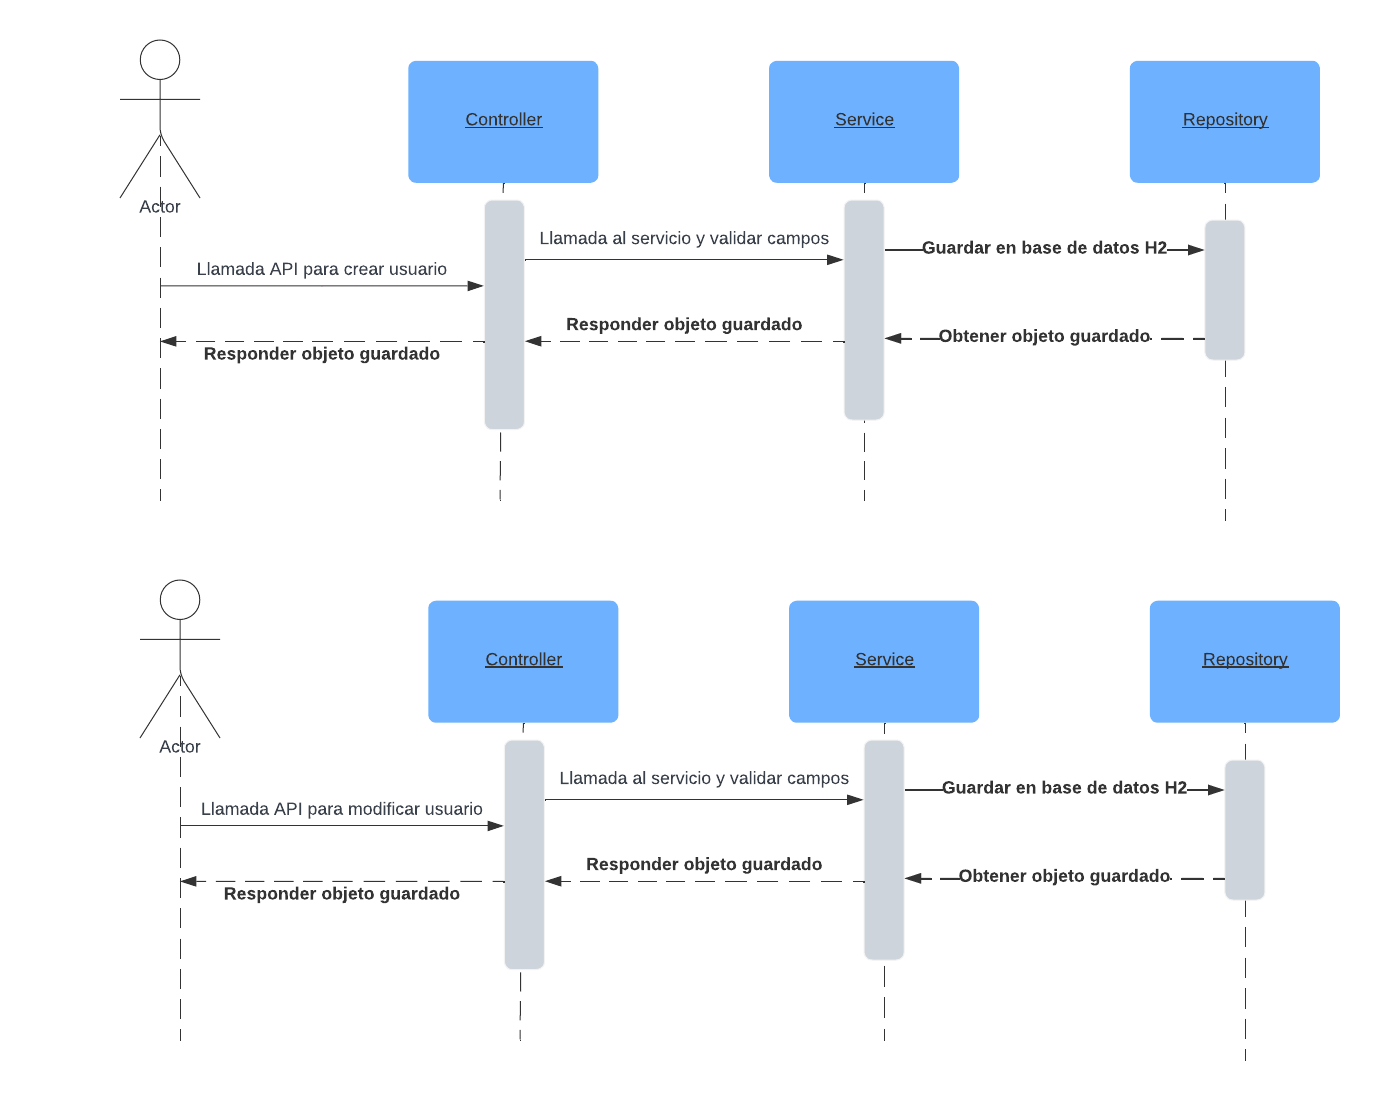 Controller
Service
Repository
Actor
Llamada al servicio y validar campos
Guardar en base de datos H2
Llamada API para crear usuario
Responder objeto guardado
Obtener objeto guardado
Responder objeto guardado
Controller
Service
Repository
Actor
Llamada al servicio y validar campos
Guardar en base de datos H2
Llamada API para modificar usuario
Responder objeto guardado
Obtener objeto guardado
Responder objeto guardado